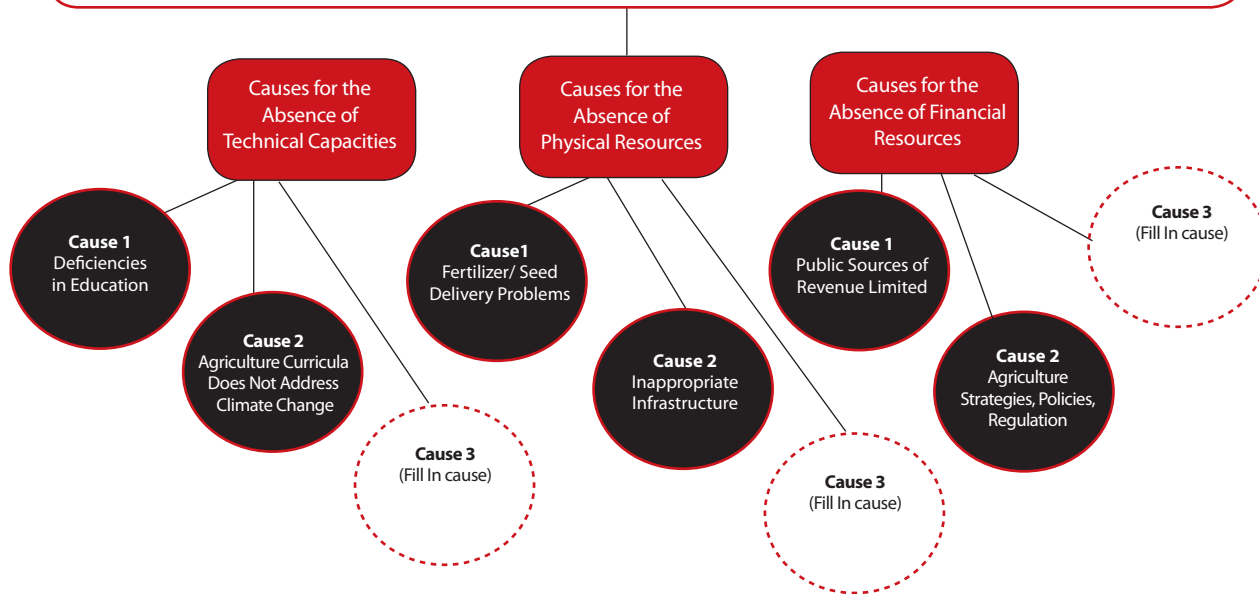 Causes for the
Absence of
Technical Capacities
Causes for the
Absence of
Physical Resources
Causes for the
Absence of Financial
Resources
Cause 1
Deficiencies
in Education
Cause 2
Agriculture Curricula
Does Not Address
Climate Change
Cause 3
(Fill In cause)
Cause1
Fertilizer/ Seed
Delivery Problems
Cause 2
Inappropriate
Infrastructure
Cause 3
(Fill In cause)
Cause 1
Public Sources of
Revenue Limited
Cause 2
Agriculture
Strategies, Policies,
Regulation
Cause 3
(Fill In cause)